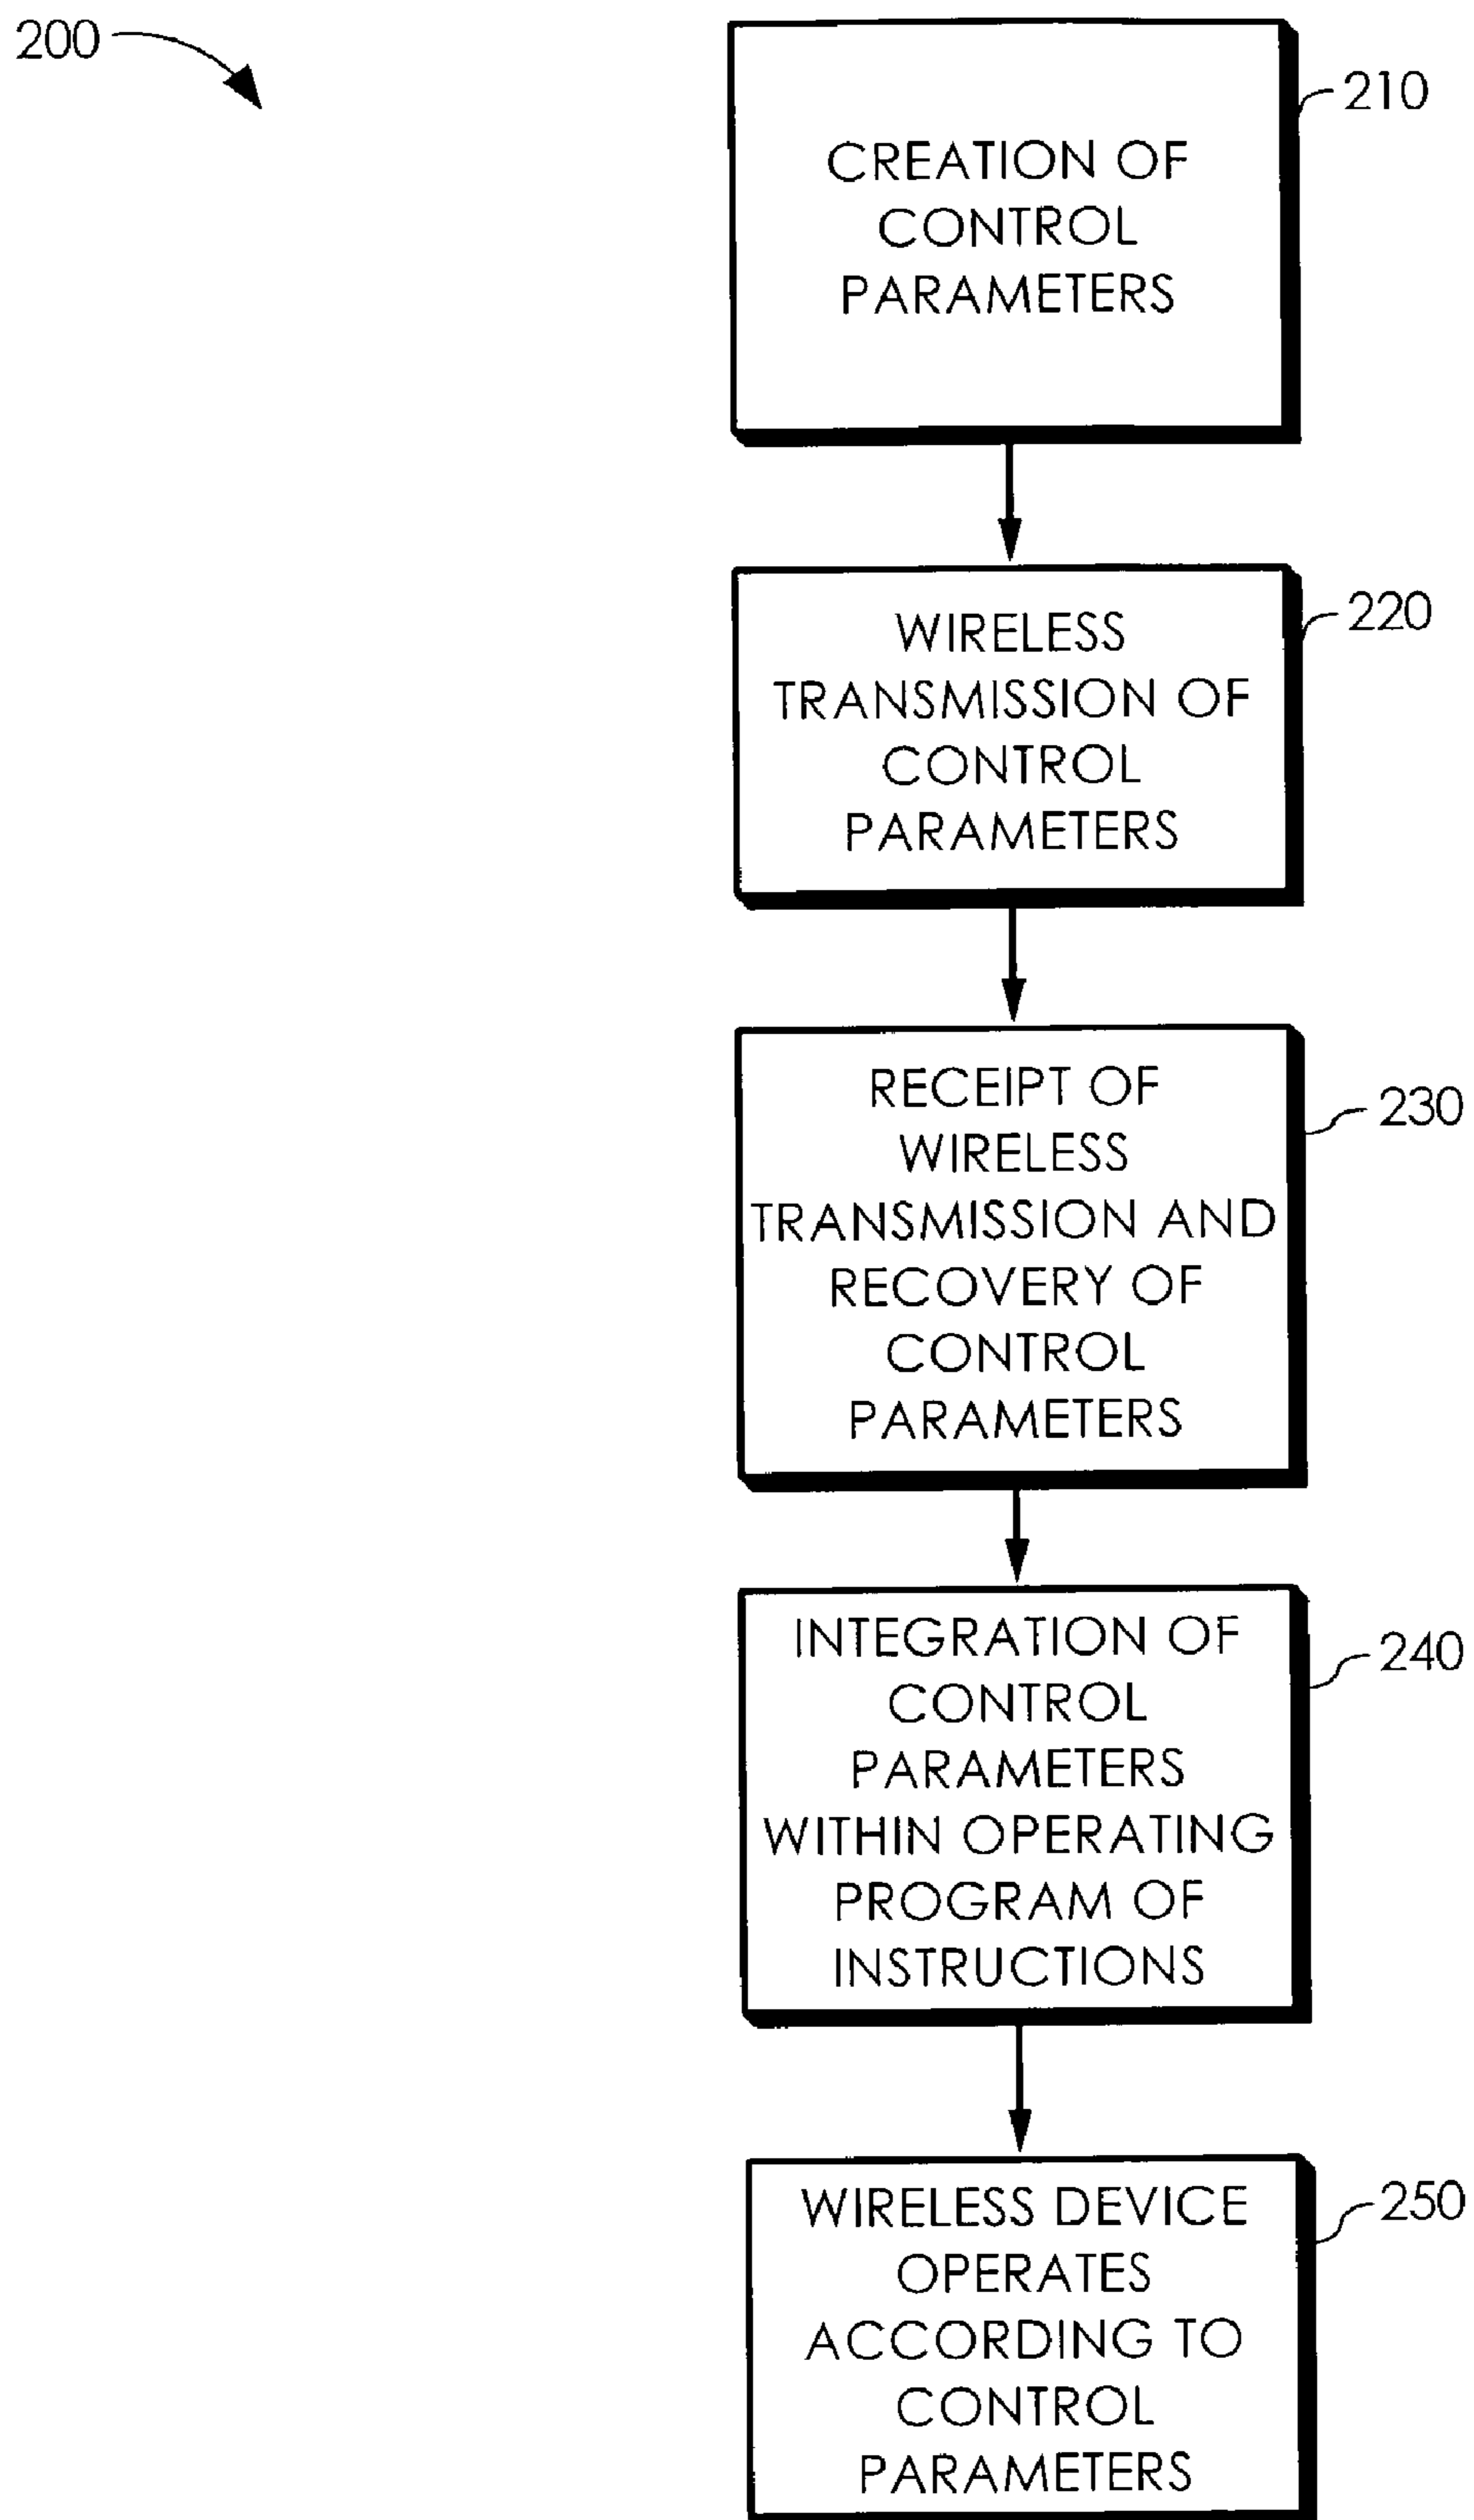 200
210
CREATION OF
CONTROL
PARAMETERS
220
WIRELESS
TRANSMISSION OF
CONTROL
PARAMETERS
230
RECEIPT OF
WIRELESS
TRANSMISSION AND
RECOVERY OF
CONTROL
PARAMETERS
240
INTEGRATION OF
CONTROL
PARAMETERS
WITHIN OPERATING
PROGRAM OF
INSTRUCTIONS
250
WIRELESS DEVICE
OPERATES
ACCORDING TO
CONTROL
PARAMETERS